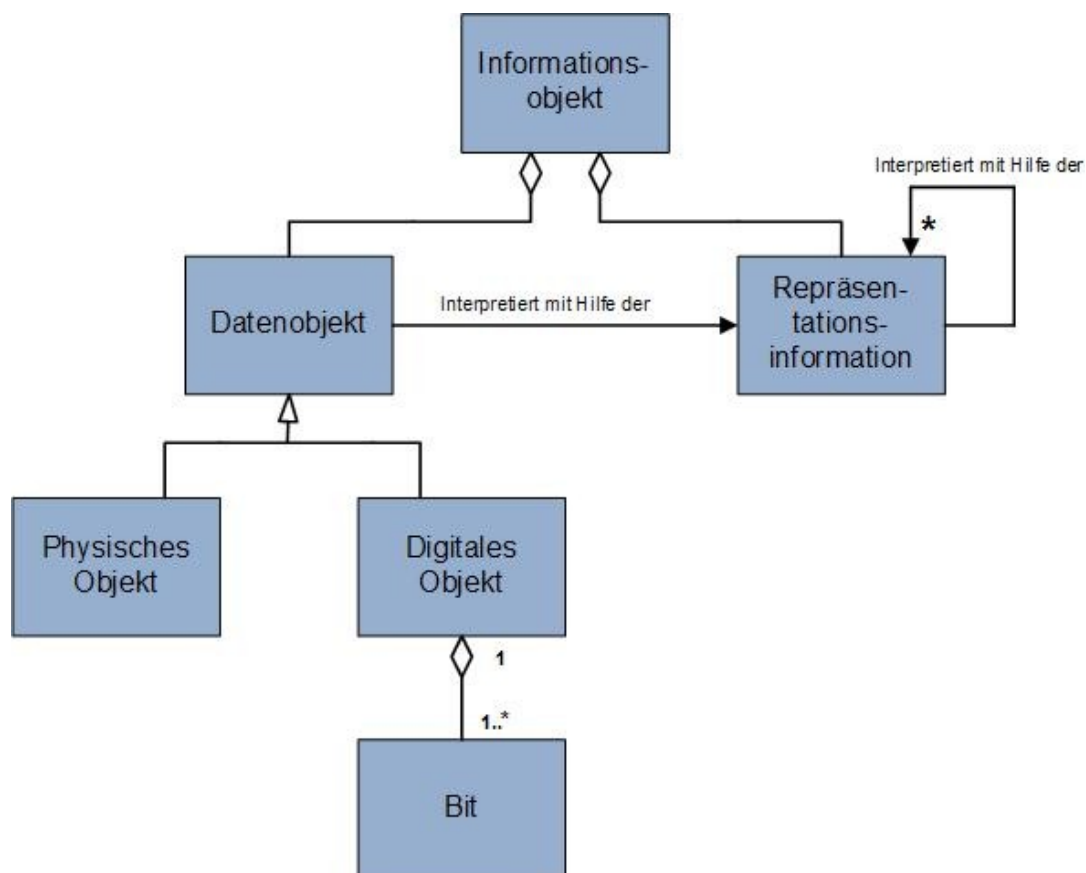 Informations-
objekt
Interpretiert mit Hilfe der
*
Datenobjekt
Interpretiert mit Hilfe der
Repräsen-
tations-
information
Physisches
Objekt
Digitales
Objekt
1
1..*
Bit